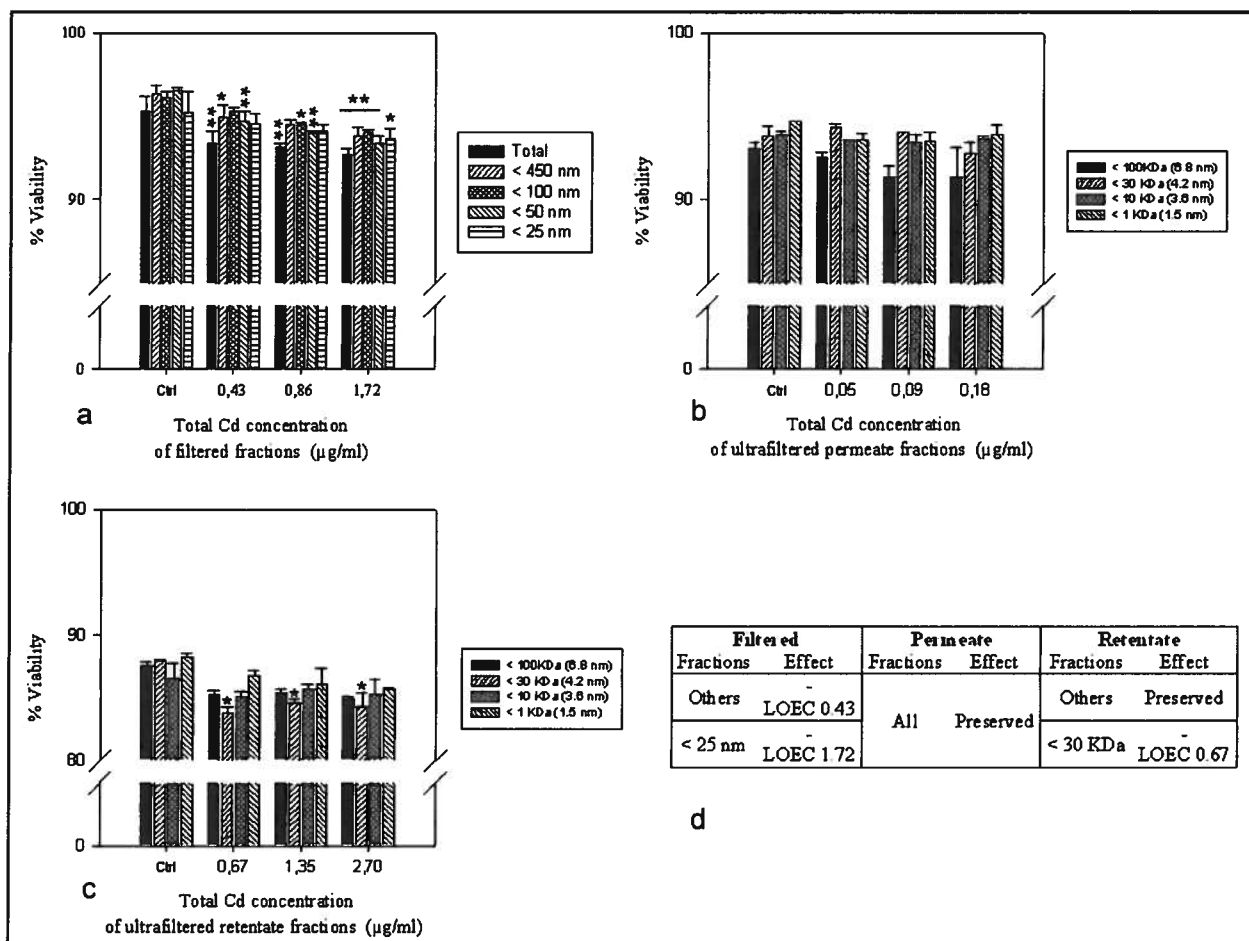 100
90
0
% Viability
** * **
** * **
** *
Ctrl 0,43 0,86 1,72
a
Total Cd concentration
of filtered fractions (µg/ml)
Total
< 450 nm
< 100 nm
< 50 nm
< 25 nm
100
90
0
% Viability
Ctrl 0,05 0,09 0,18
b
Total Cd concentration
of ultrafiltered permeate fractions (µg/ml)
< 100KDa (6.8 nm)
< 30 KDa (4.2 nm)
< 10 KDa (3.6 nm)
< 1 KDa (1.5 nm)
100
90
80
0
% Viability
* * *
Ctrl 0,67 1,35 2,70
c
Total Cd concentration
of ultrafiltered retentate fractions (µg/ml)
< 100KDa (6.8 nm)
< 30 KDa (4.2 nm)
< 10 KDa (3.6 nm)
< 1 KDa (1.5 nm)
Filtered Permeate Retentate
Fractions Effect Fractions Effect Fractions Effect
Others - LOEC 0.43 All Preserved Others Preserved
< 25 nm - LOEC 1.72 < 30 KDa - LOEC 0.67
d